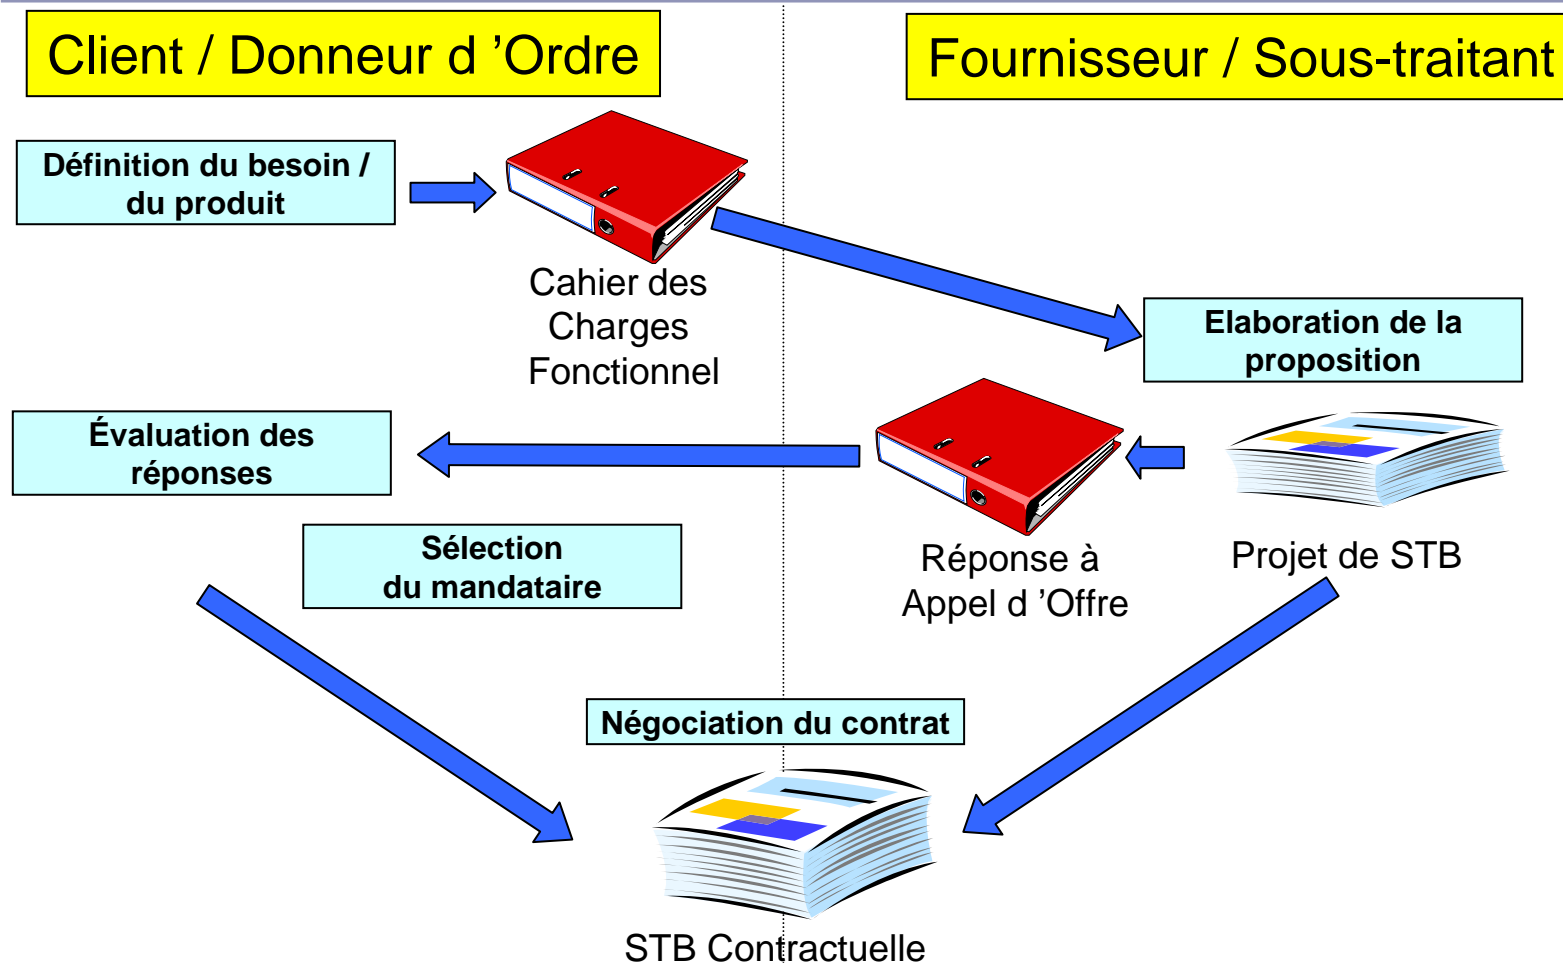 Client / Donneur d ’Ordre
Fournisseur / Sous-traitant
Définition du besoin /
du produit
Cahier des
Charges
Fonctionnel
Elaboration de la
proposition
Évaluation des
réponses
Sélection
du mandataire
Réponse à
Appel d ’Offre
Projet de STB
Négociation du contrat
STB Contractuelle